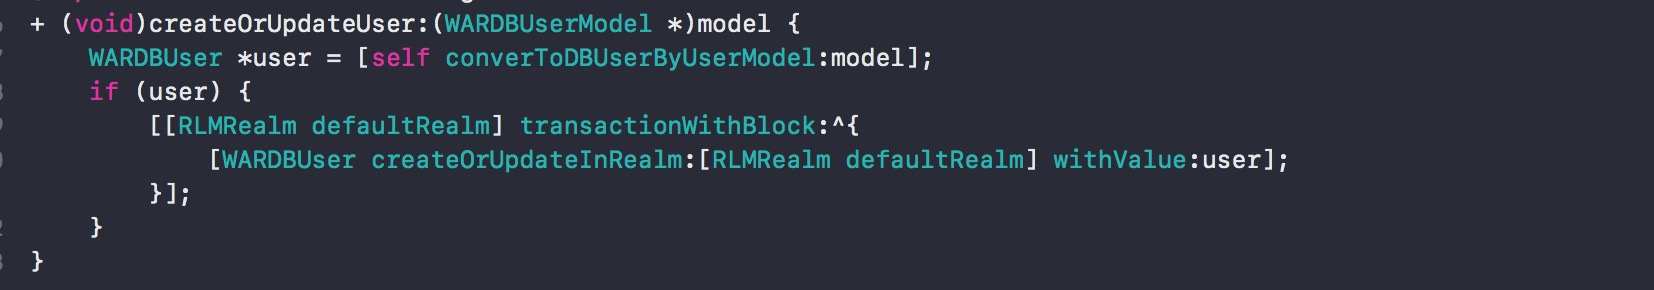 + (void)createOrUpdateUser:(WARDBUserModel *)model {
    WARDBUser *user = [self converToDBUserByUserModel:model];
    if (user) {
        [[RLMRealm defaultRealm] transactionWithBlock:^{
            [WARDBUser createOrUpdateInRealm:[RLMRealm defaultRealm] withValue:user];
        }];
    }
}